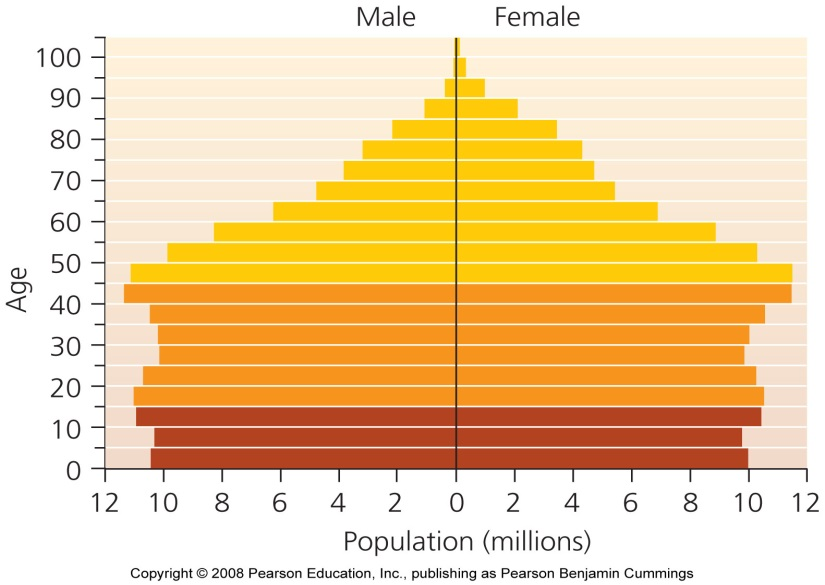 Male Female
100
90
80
70
60
50
40
30
20
10
0
Age
12 10 8 6 4 2 0 2 4 6 8 10 12
Population (millions)
Copyright © 2008 Pearson Education, Inc., publishing as Pearson Benjamin Cummings